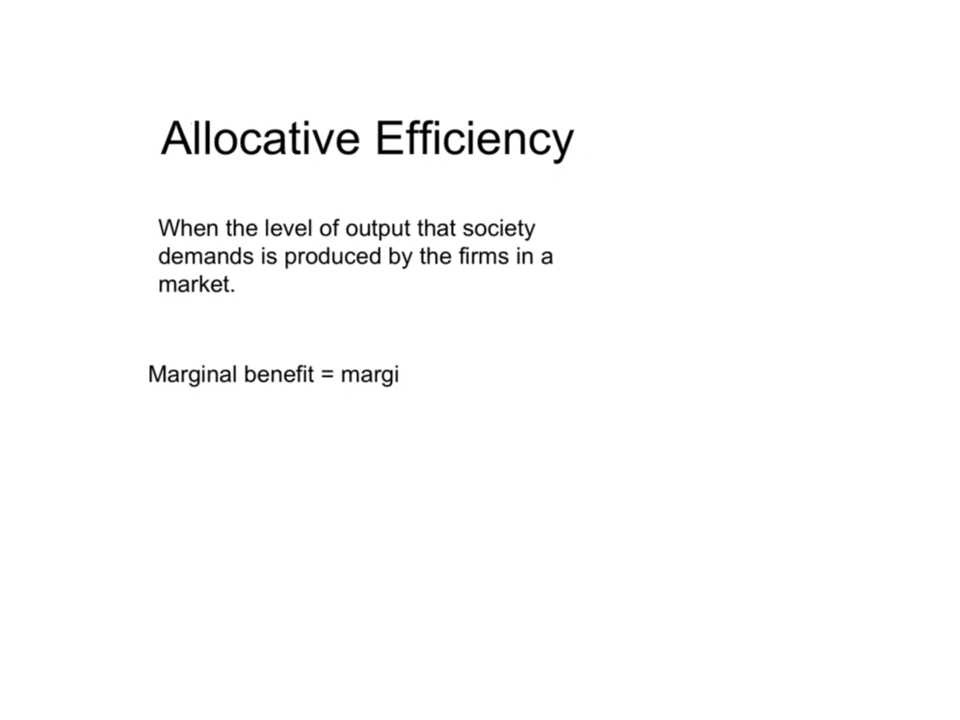 Allocative Efficiency
When the level of output that society
demands is produced by the firms in a
market.
Marginal benefit = margi